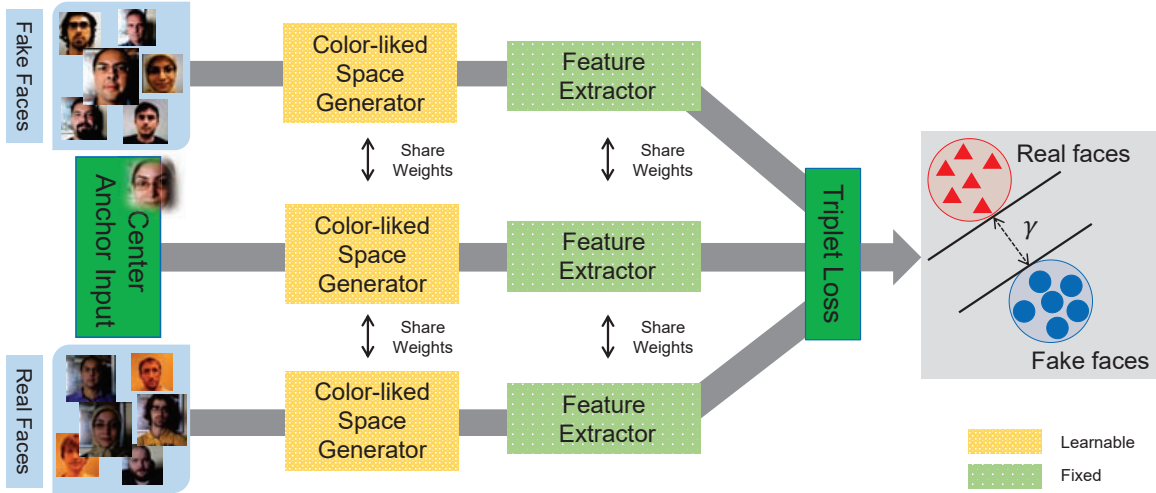 Fake Faces
Color-liked
Space
Generator
Feature
Extractor
Share
Weights
Share
Weights
Center
Anchor Input
Color-liked
Space
Generator
Feature
Extractor
Triplet Loss
Real faces
γ
Fake faces
Share
Weights
Share
Weights
Real Faces
Color-liked
Space
Generator
Feature
Extractor
Learnable
Fixed